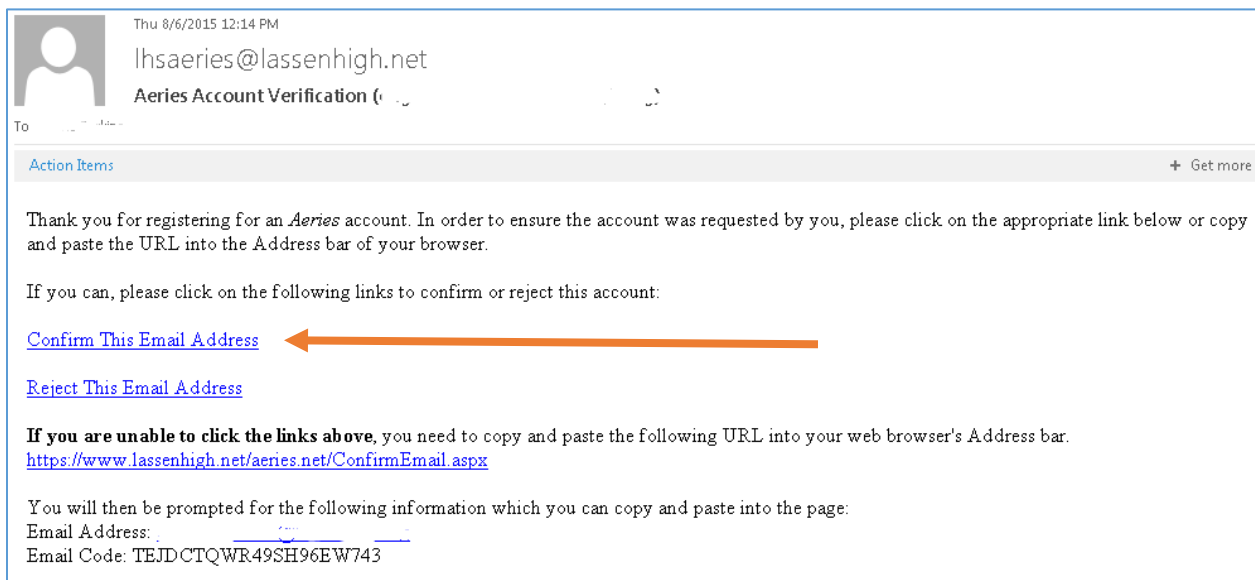 Thu 8/6/2015 12:14 PM
lhsaeries@lassenhigh.net
Aeries Account Verification (
To
Action Items
+ Get more
Thank you for registering for an Aeries account. In order to ensure the account was requested by you, please click on the appropriate link below or copy
and paste the URL into the Address bar of your browser.
If you can, please click on the following links to confirm or reject this account:
Confirm This Email Address
Reject This Email Address
If you are unable to click the links above, you need to copy and paste the following URL into your web browser's Address bar.
https://www.lassenhigh.net/aeries.net/ConfirmEmail.aspx
You will then be prompted for the following information which you can copy and paste into the page:
Email Address:
Email Code: TEJDCTQWR49SH96EW743